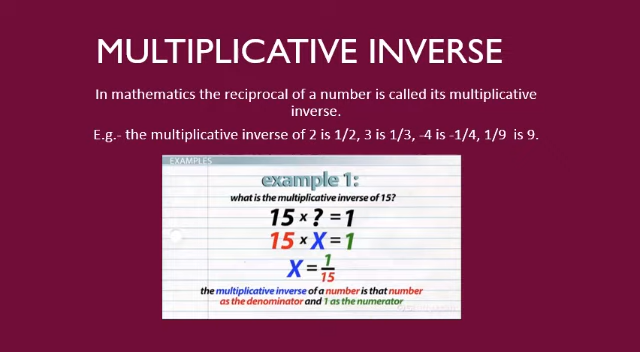 MULTIPLICATIVE INVERSE
In mathematics the reciprocal of a number is called its multiplicative
inverse.
E.g.- the multiplicative inverse of 2 is 1/2, 3 is 1/3, -4 is -1/4, 1/9 is 9.
EXAMPLES
example 1:
what is the multiplicative inverse of 15?
15 × ? = 1
15 × X = 1
X = 1/15
the multiplicative inverse of a number is that number
as the denominator and 1 as the numerator